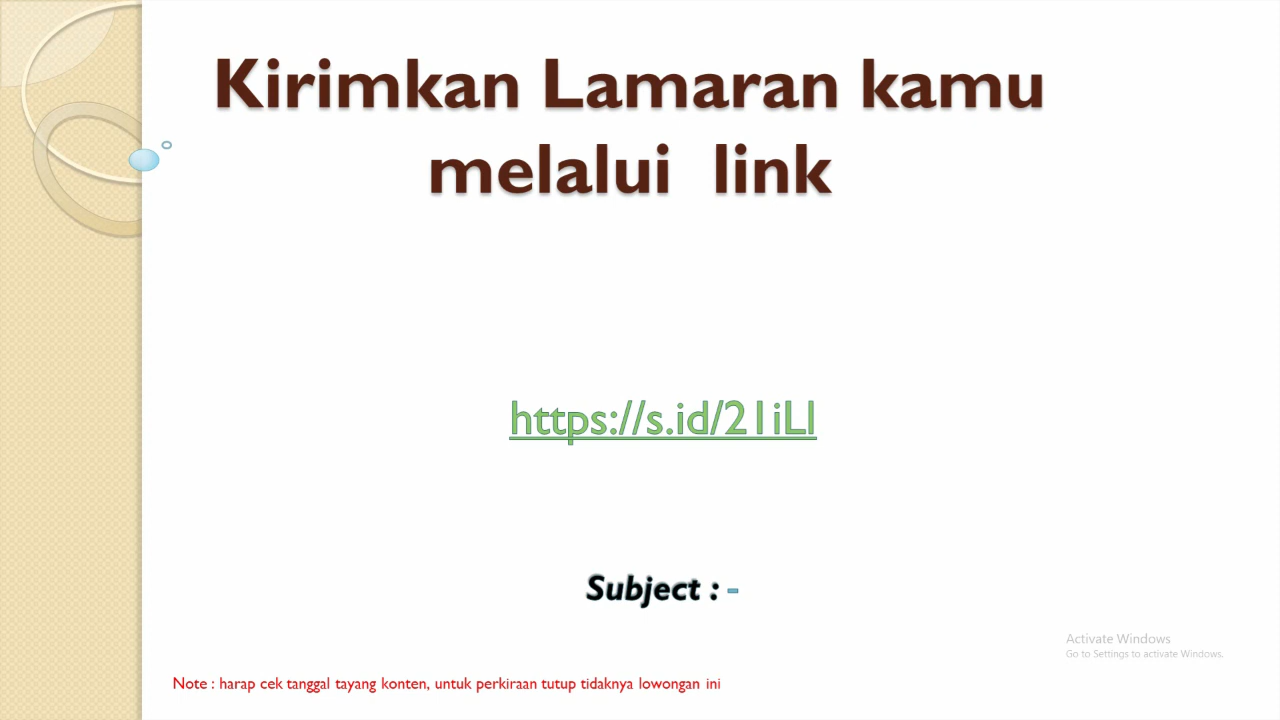 Kirimkan Lamaran kamu
melalui link
https://s.id/21iLl
Subject : -
Activate Windows
Go to Settings to activate Windows.
Note : harap cek tanggal tayang konten, untuk perkiraan tutup tidaknya lowongan ini